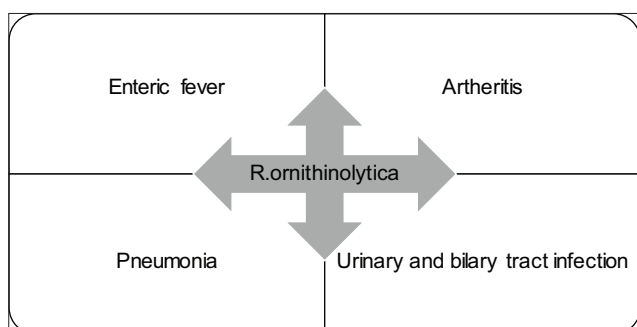 Enteric fever
Artheritis
R.ornithinolytica
Pneumonia
Urinary and bilary tract infection